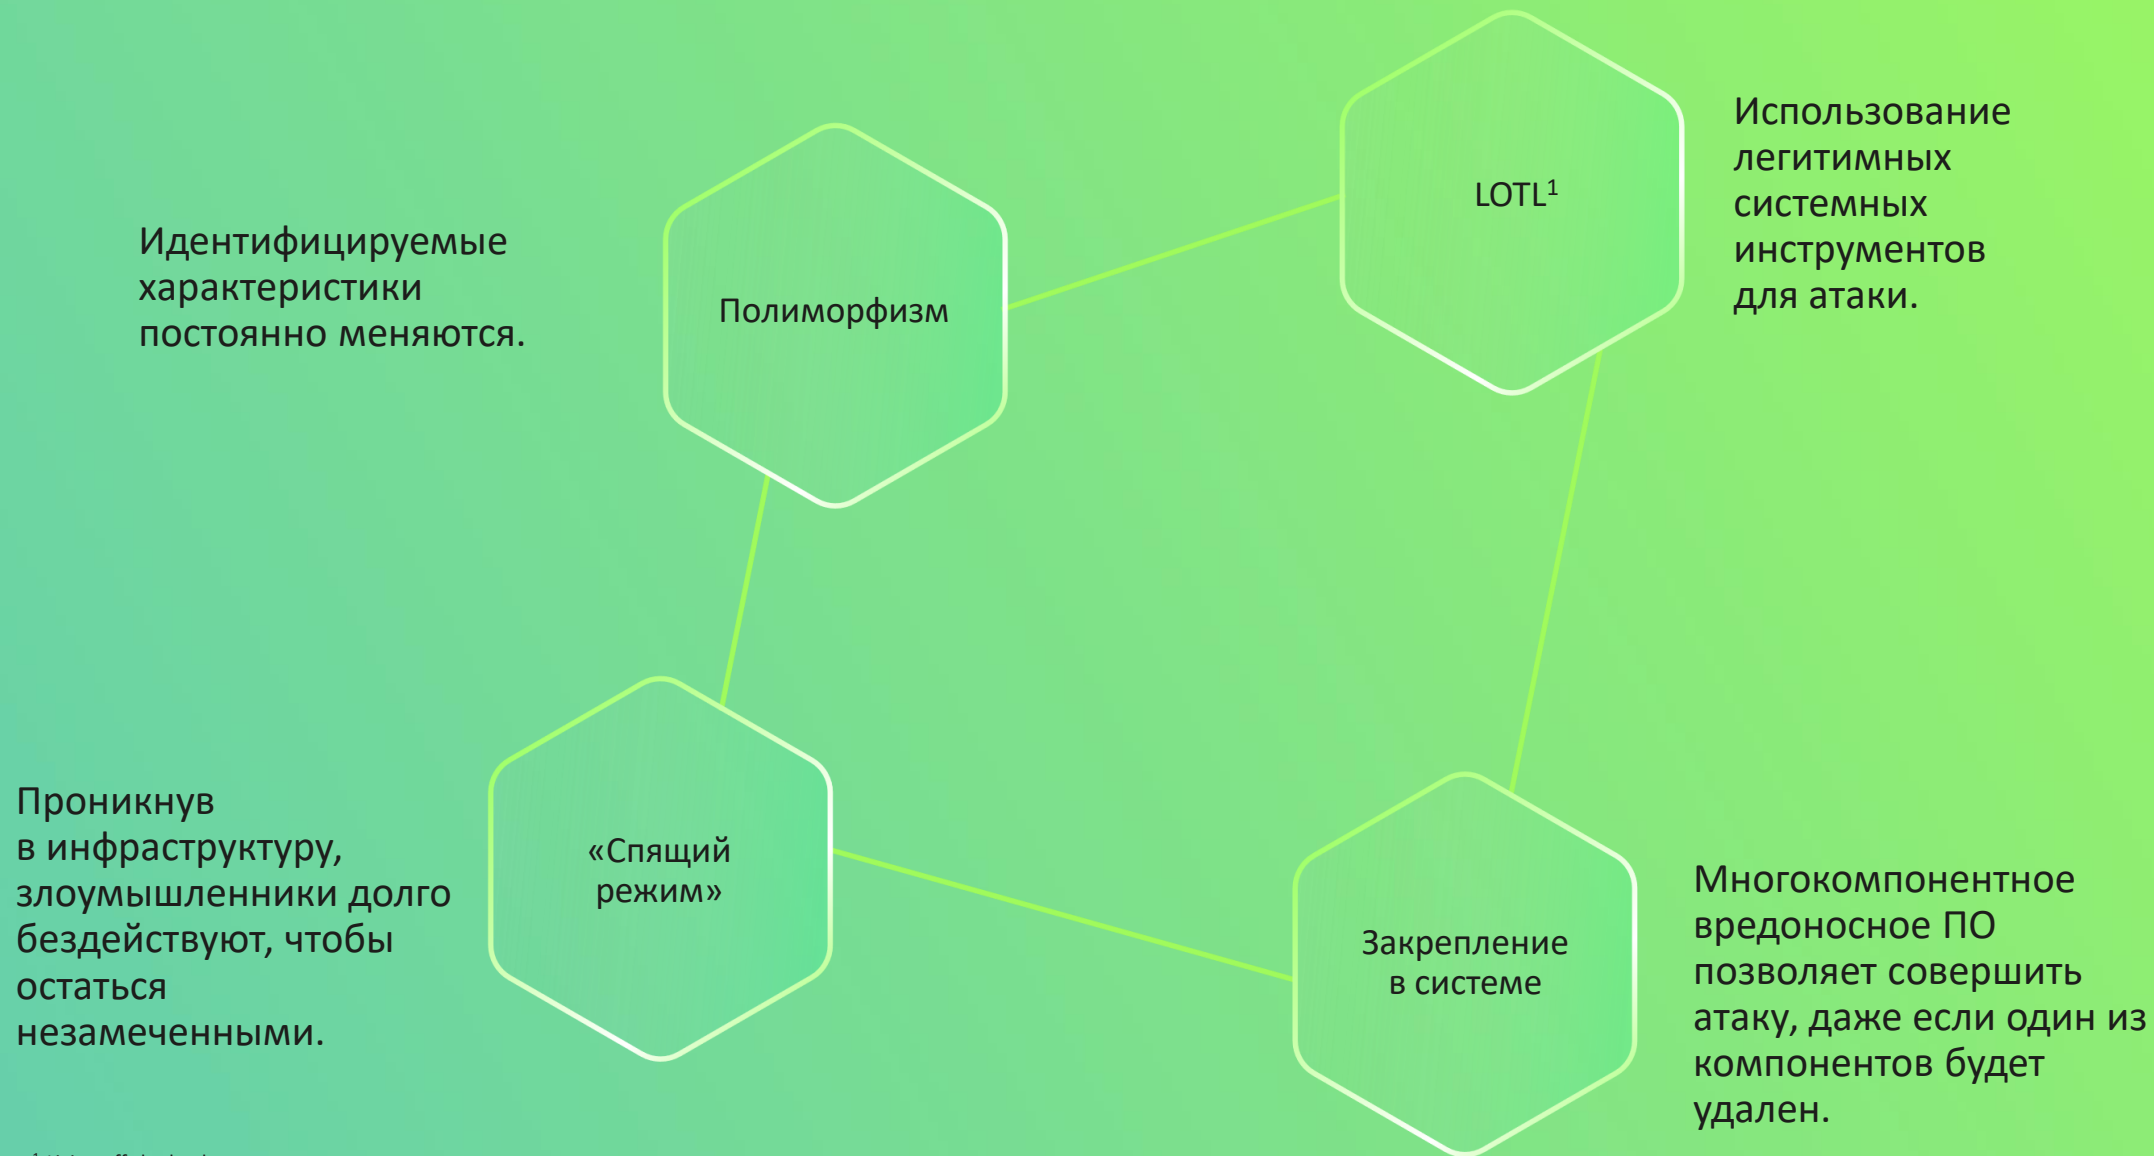 Идентифицируемые
характеристики
постоянно меняются.
Полиморфизм
LOTL¹
Использование
легитимных
системных
инструментов
для атаки.
Проникнув
в инфраструктуру,
злоумышленники долго
бездействуют, чтобы
остаться
незамеченными.
«Спящий
режим»
Закрепление
в системе
Многокомпонентное
вредоносное ПО
позволяет совершить
атаку, даже если один из
компонентов будет
удален.